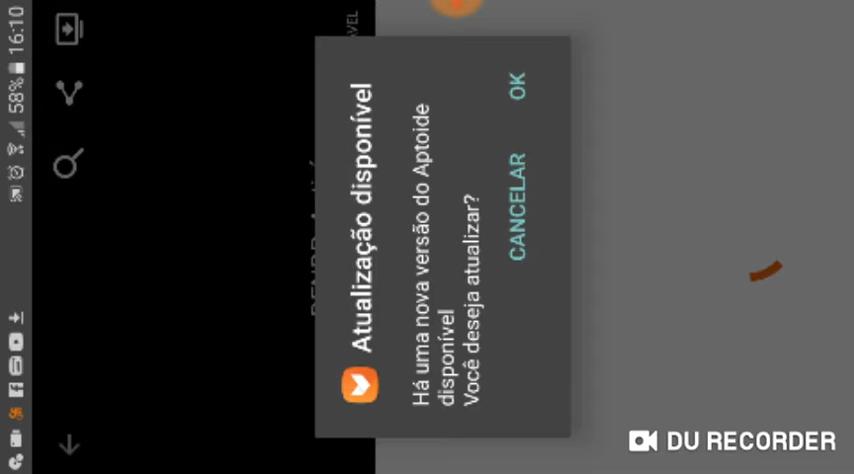 58% 16:10
Atualização disponível
Há uma nova versão do Aptoide
disponível
Você deseja atualizar?
CANCELAR OK
DU RECORDER